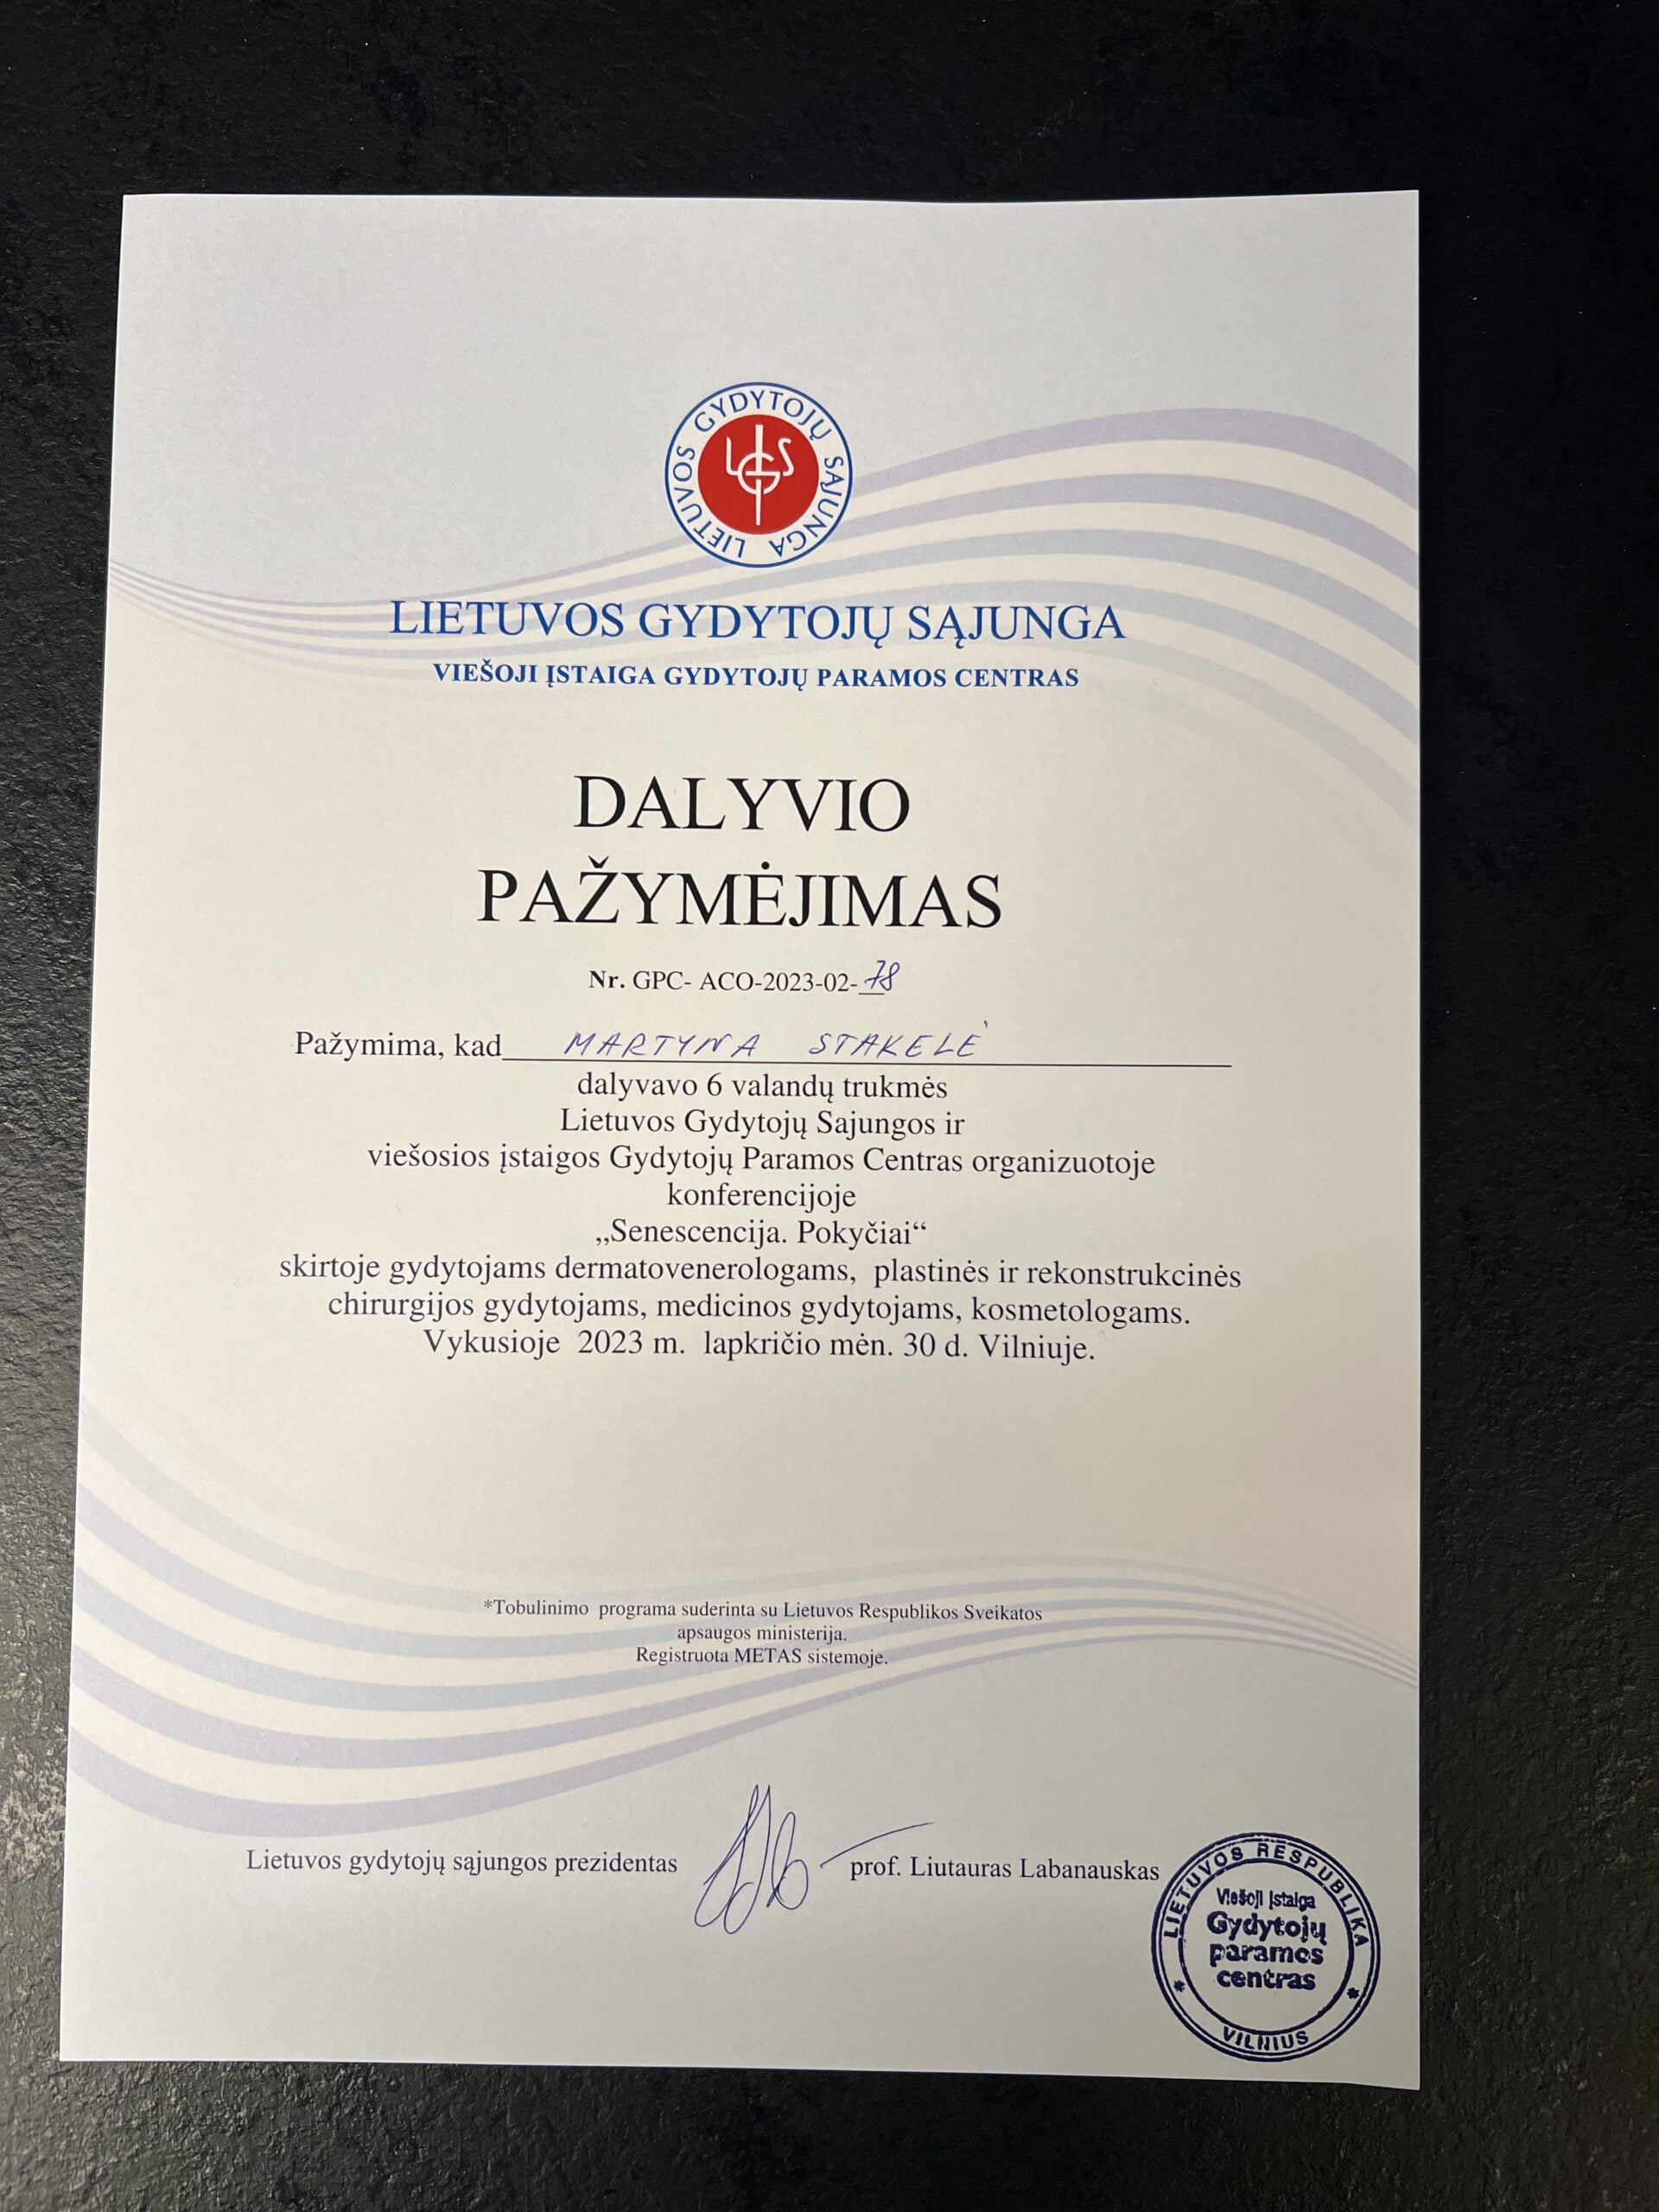 LIETUVOS GYDYTOJŲ SĄJUNGA
LGS
LIETUVOS GYDYTOJŲ SĄJUNGA
VIEŠOJI ĮSTAIGA GYDYTOJŲ PARAMOS CENTRAS
DALYVIO
PAŽYMĖJIMAS
Nr. GPC- ACO-2023-02-78
Pažymima, kad MARTYNA STAKELĖ
dalyvavo 6 valandų trukmės
Lietuvos Gydytojų Sajungos ir
viešosios įstaigos Gydytojų Paramos Centras organizuotoje
konferencijoje
„Senescencija. Pokyčiai“
skirtoje gydytojams dermatovenerologams, plastinės ir rekonstrukcinės
chirurgijos gydytojams, medicinos gydytojams, kosmetologams.
Vykusioje 2023 m. lapkričio mėn. 30 d. Vilniuje.
*Tobulinimo programa suderinta su Lietuvos Respublikos Sveikatos
apsaugos ministerija.
Registruota METAS sistemoje.
Lietuvos gydytojų sąjungos prezidentas prof. Liutauras Labanauskas
LIETUVOS RESPUBLIKA
Viešoji įstaiga
Gydytojų
paramos
centras
* VILNIUS *